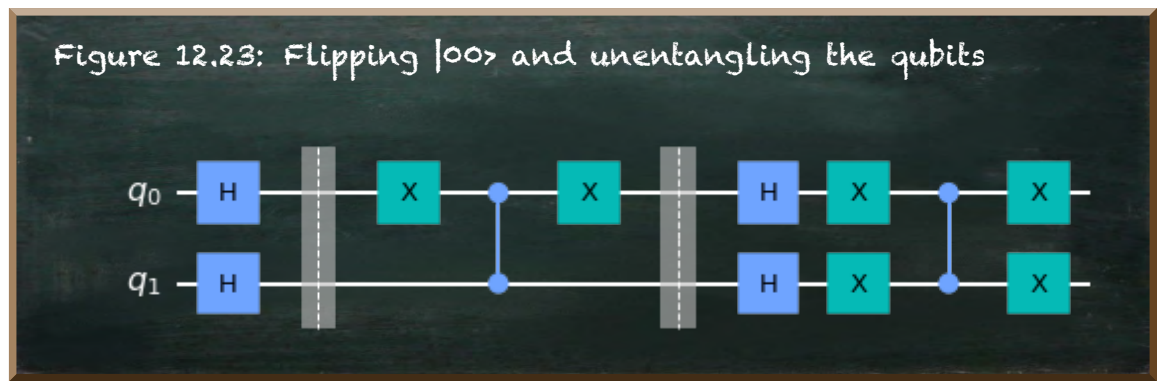 Figure 12.23: Flipping |00> and unentangling the qubits
q0 H X X H X X
q1 H H X X